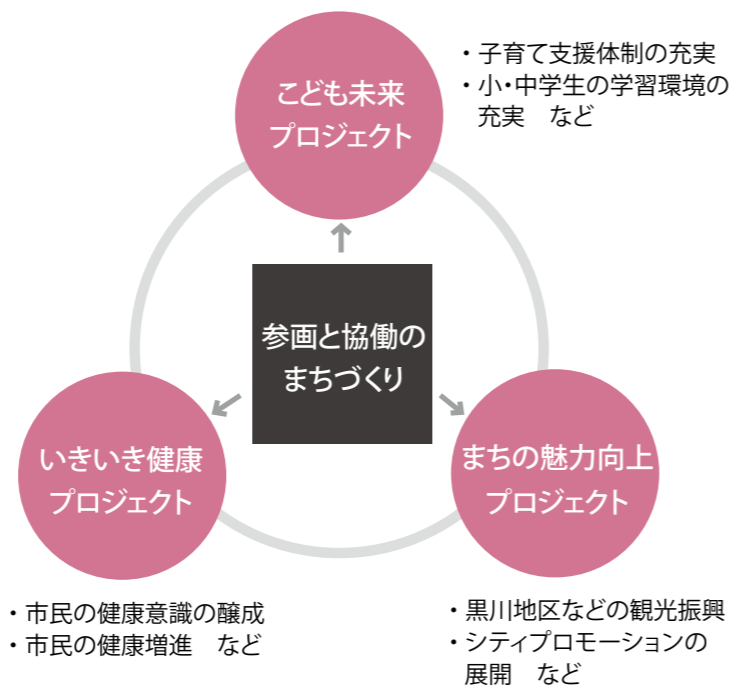 こども未来
プロジェクト
・子育て支援体制の充実
・小・中学生の学習環境の
充実　など
参画と協働の
まちづくり
いきいき健康
プロジェクト
・市民の健康意識の醸成
・市民の健康増進　など
まちの魅力向上
プロジェクト
・黒川地区などの観光振興
・シティプロモーションの
展開　など